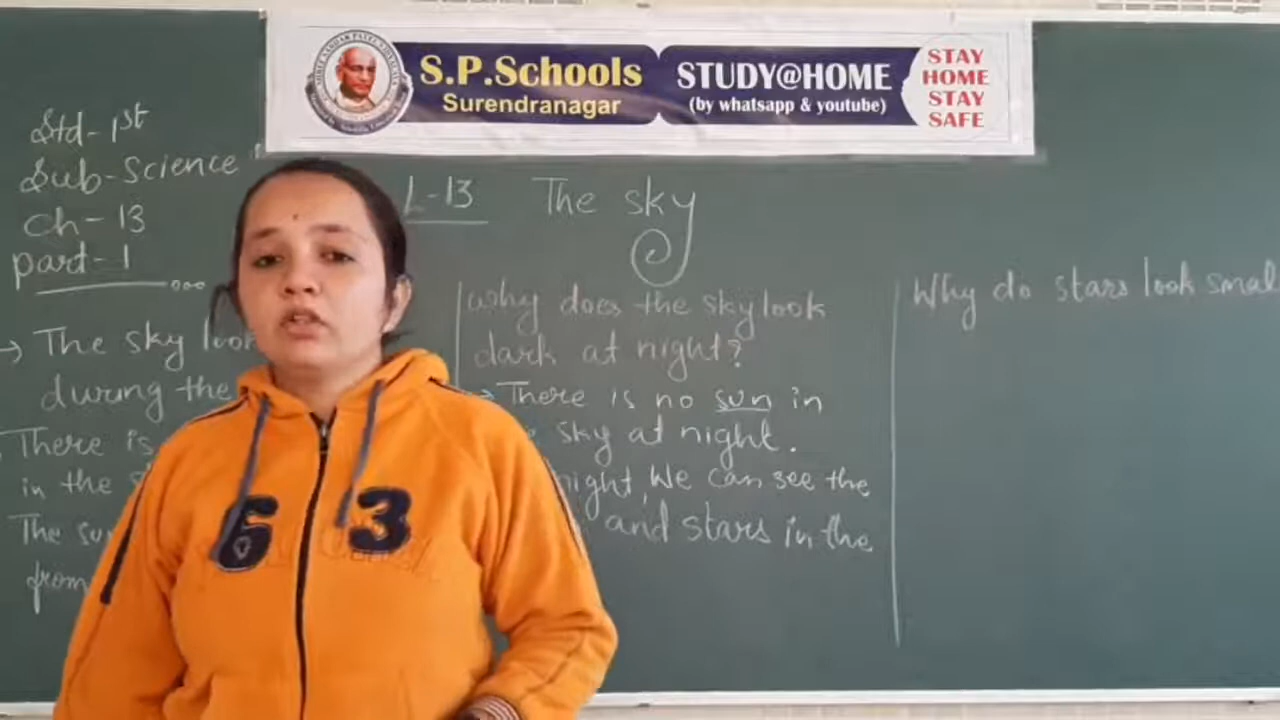 S.P.Schools
Surendranagar
STUDY@HOME
(by whatsapp & youtube)
STAY
HOME
STAY
SAFE
Std-1st
Sub-Science
Ch-13
part-1
L-13 The sky
The sky
during the
There is
in the
The
from
Why does the sky look
dark at night?
There is no sun in
sky at night.
night, We can see the
and stars in the
Why do stars look small
63